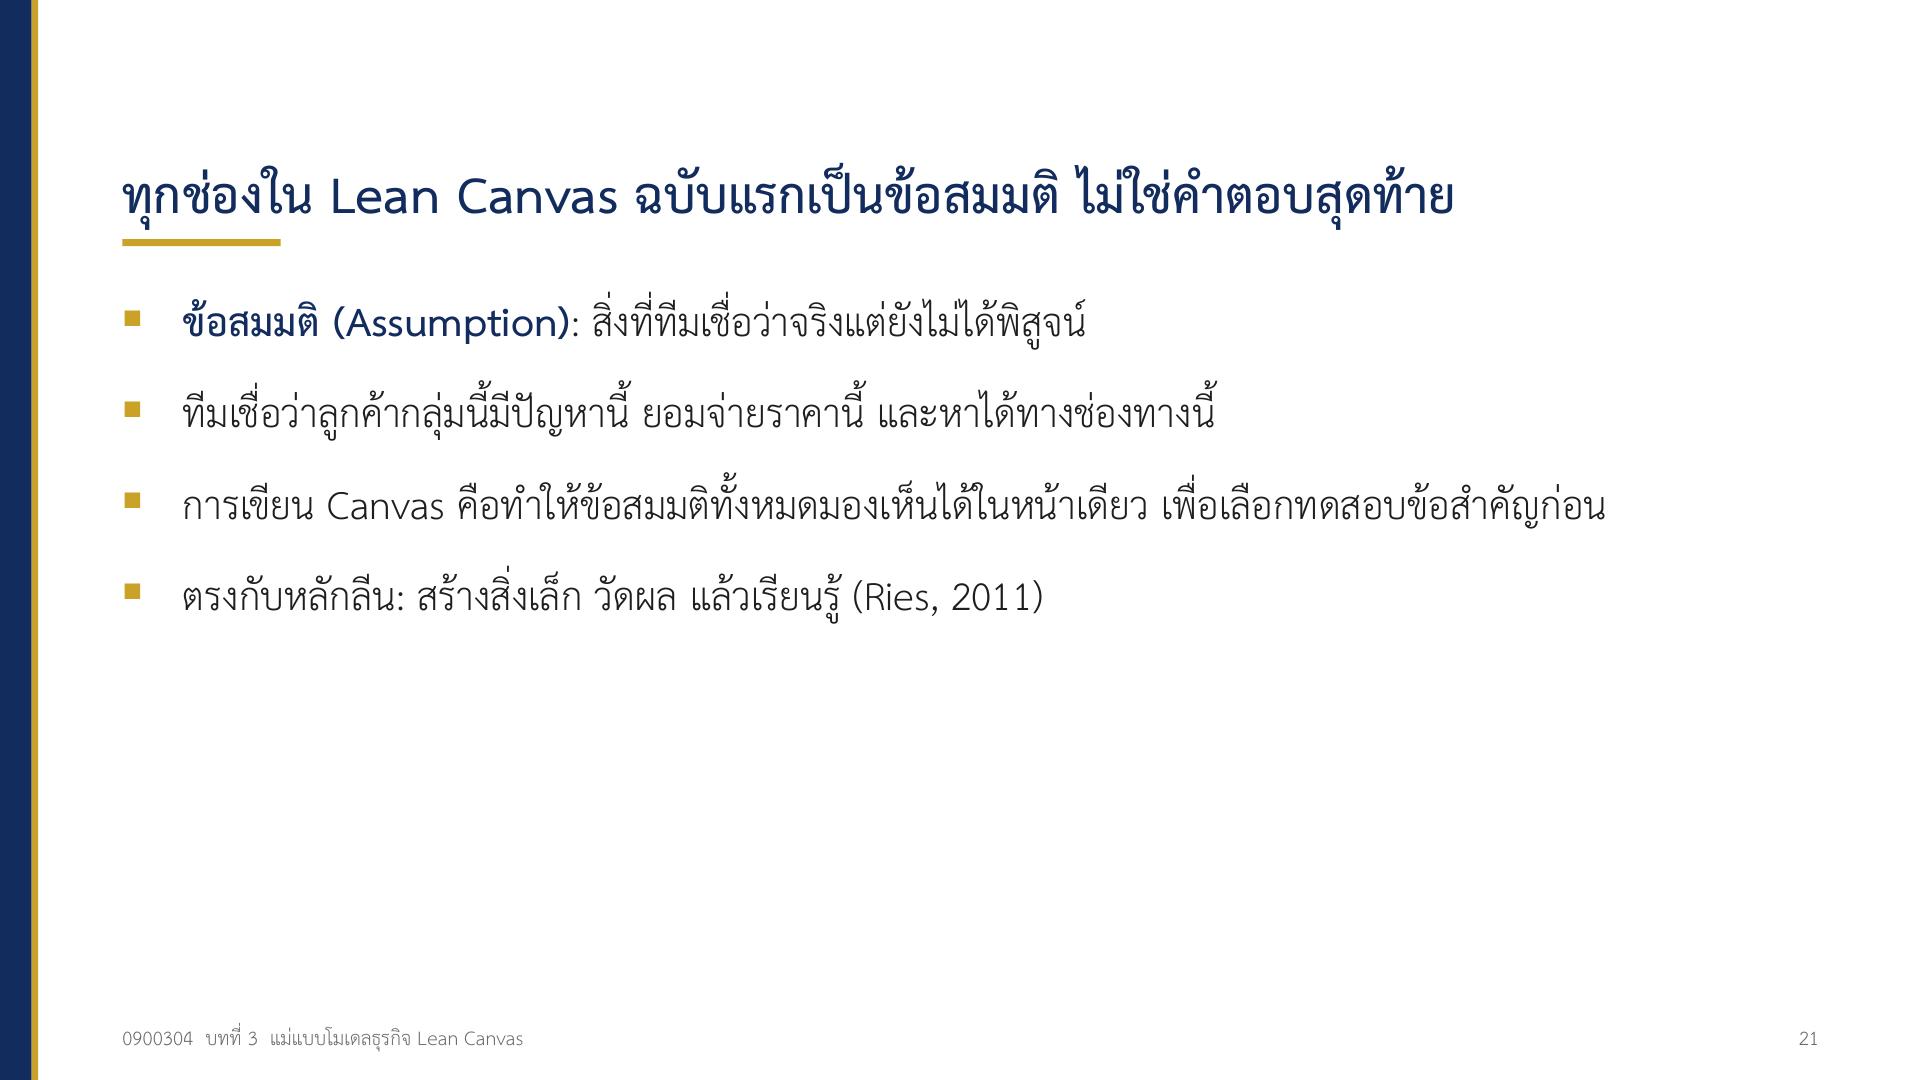 ทุกช่องใน Lean Canvas ฉบับแรกเป็นข้อสมมติ ไม่ใช่คำตอบสุดท้าย
ข้อสมมติ (Assumption): สิ่งที่ทีมเชื่อว่าจริงแต่ยังไม่ได้พิสูจน์
ทีมเชื่อว่าลูกค้ากลุ่มนี้มีปัญหานี้ ยอมจ่ายราคานี้ และหาได้ทางช่องทางนี้
การเขียน Canvas คือทำให้ข้อสมมติทั้งหมดมองเห็นได้ในหน้าเดียว เพื่อเลือกทดสอบข้อสำคัญก่อน
ตรงกับหลักลีน: สร้างสิ่งเล็ก วัดผล แล้วเรียนรู้ (Ries, 2011)
0900304 บทที่ 3 แม่แบบโมเดลธุรกิจ Lean Canvas
21